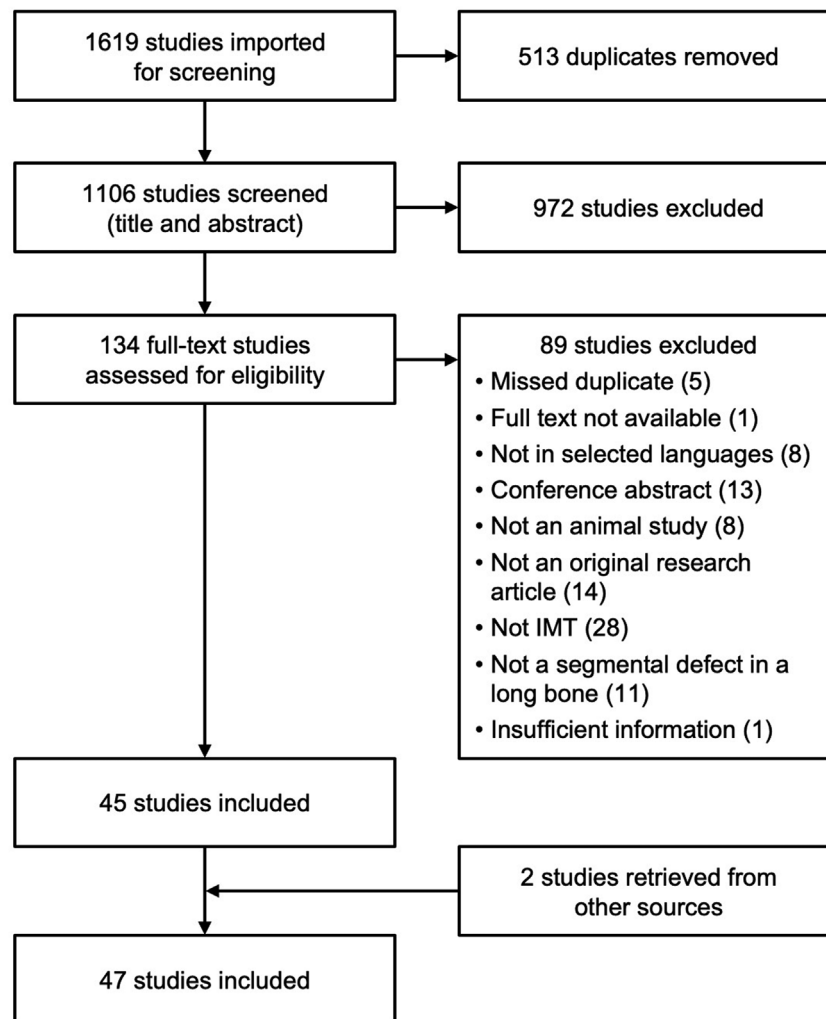 1619 studies imported
for screening
513 duplicates removed
1106 studies screened
(title and abstract)
972 studies excluded
134 full-text studies
assessed for eligibility
89 studies excluded
• Missed duplicate (5)
• Full text not available (1)
• Not in selected languages (8)
• Conference abstract (13)
• Not an animal study (8)
• Not an original research
article (14)
• Not IMT (28)
• Not a segmental defect in a
long bone (11)
• Insufficient information (1)
45 studies included
2 studies retrieved from
other sources
47 studies included